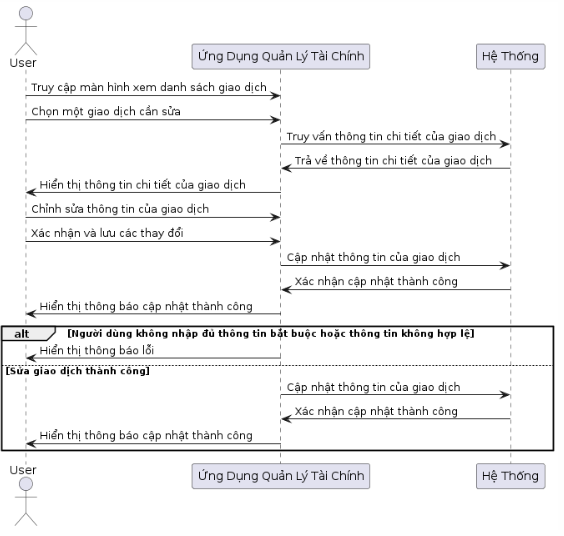 User
Ứng Dụng Quản Lý Tài Chính
Hệ Thống
Truy cập màn hình xem danh sách giao dịch
Chọn một giao dịch cần sửa
Truy vấn thông tin chi tiết của giao dịch
Trả về thông tin chi tiết của giao dịch
Hiển thị thông tin chi tiết của giao dịch
Chỉnh sửa thông tin của giao dịch
Xác nhận và lưu các thay đổi
Cập nhật thông tin của giao dịch
Xác nhận cập nhật thành công
Hiển thị thông báo cập nhật thành công
alt [Người dùng không nhập đủ thông tin bắt buộc hoặc thông tin không hợp lệ]
Hiển thị thông báo lỗi
[Sửa giao dịch thành công]
Cập nhật thông tin của giao dịch
Xác nhận cập nhật thành công
Hiển thị thông báo cập nhật thành công
User
Ứng Dụng Quản Lý Tài Chính
Hệ Thống